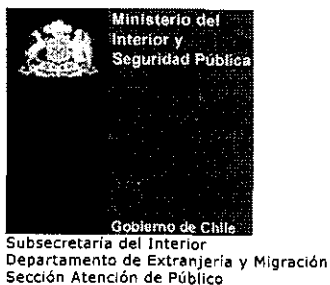 Ministerio del
Interior y
Seguridad Pública
Gobierno de Chile
Subsecretaría del Interior
Departamento de Extranjería y Migración
Sección Atención de Público